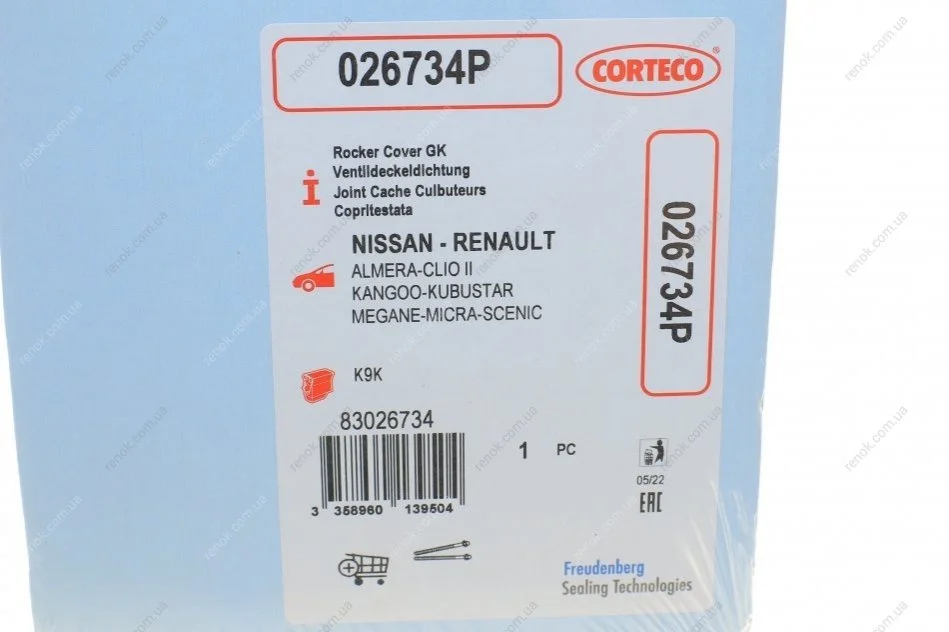 026734P
CORTECO®
Rocker Cover GK
Ventildeckeldichtung
Joint Cache Culbuteurs
Copritestata
026734P
NISSAN - RENAULT
ALMERA-CLIO II
KANGOO-KUBUSTAR
MEGANE-MICRA-SCENIC
K9K
83026734
1 PC
3 358960 139504
05/22
EAC
Freudenberg
Sealing Technologies
renok.com.ua